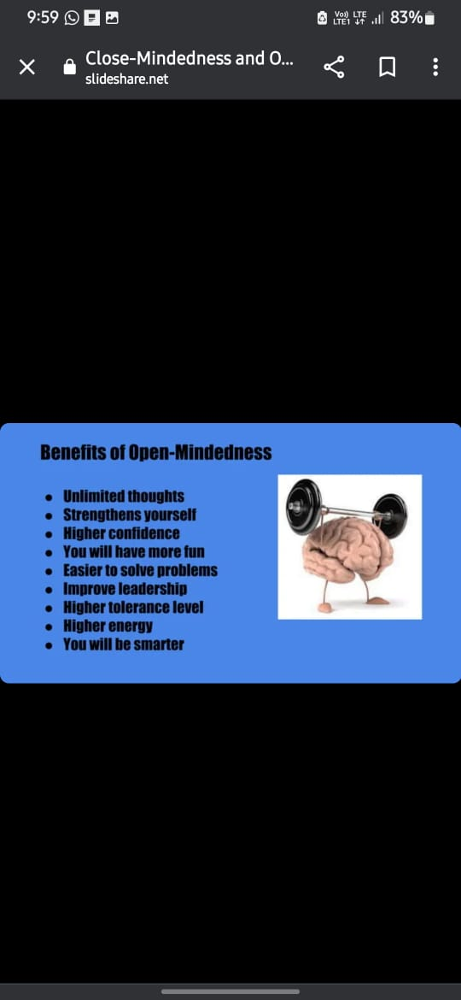 9:59
Vo) LTE
LTE1
83%
Close-Mindedness and O...
slideshare.net
Benefits of Open-Mindedness
• Unlimited thoughts
• Strengthens yourself
• Higher confidence
• You will have more fun
• Easier to solve problems
• Improve leadership
• Higher tolerance level
• Higher energy
• You will be smarter